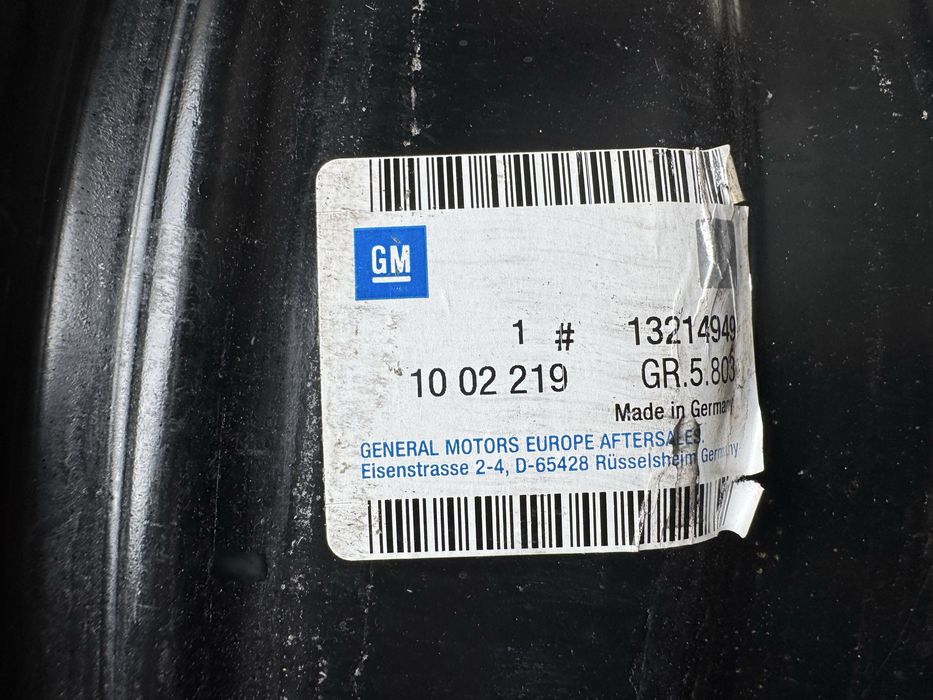 GM
1 # 13214949
10 02 219 GR.5.803
Made in Germany
GENERAL MOTORS EUROPE AFTERSALES,
Eisenstrasse 2-4, D-65428 Rüsselsheim Germany